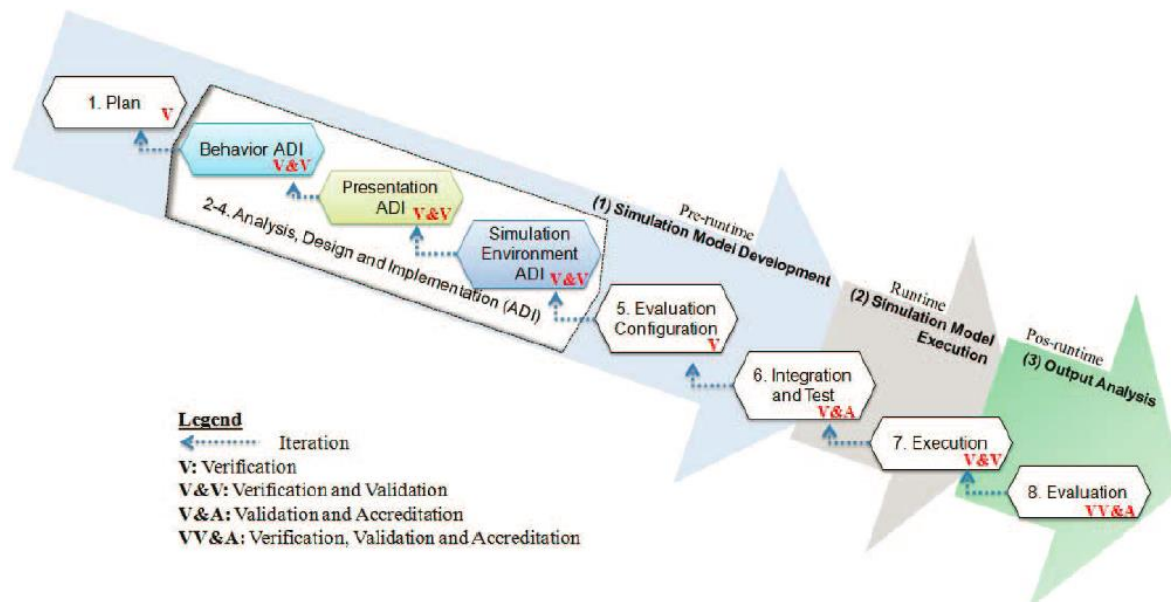 1. Plan
V
Behavior ADI
V&V
Presentation
ADI
V&V
Simulation
Environment
ADI
V&V
2-4. Analysis, Design and Implementation (ADI)
5. Evaluation
Configuration
V
6. Integration
and Test
V&A
7. Execution
V&V
8. Evaluation
VV&A
Pre-runtime
(1) Simulation Model Development
Runtime
(2) Simulation Model
Execution
Pos-runtime
(3) Output Analysis
Legend
Iteration
V: Verification
V&V: Verification and Validation
V&A: Validation and Accreditation
VV&A: Verification, Validation and Accreditation